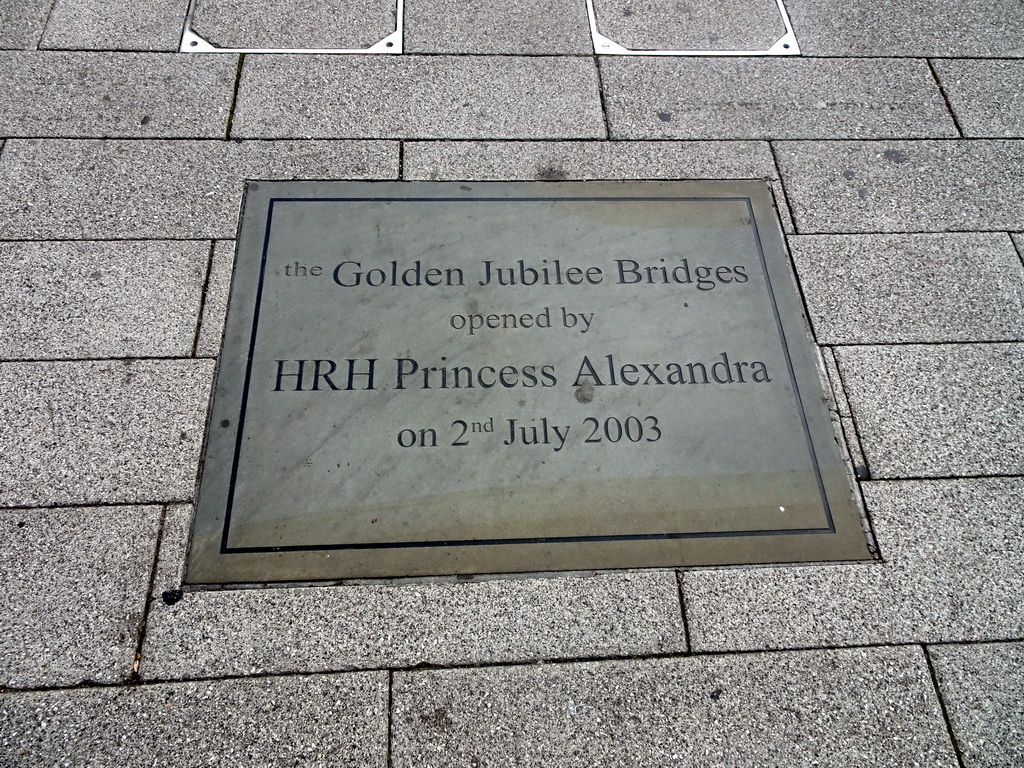 the Golden Jubilee Bridges
opened by
HRH Princess Alexandra
on 2nd July 2003